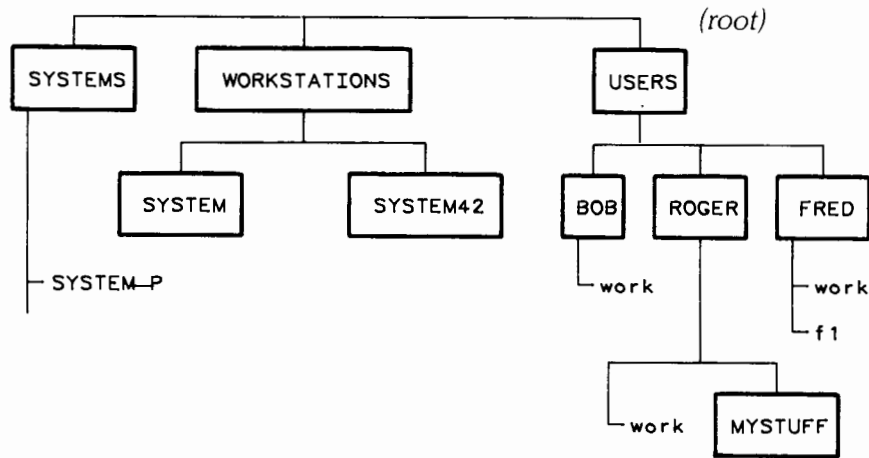 (root)
SYSTEMS WORKSTATIONS USERS
SYSTEM SYSTEM42 BOB ROGER FRED
SYSTEM_P work work
f1
work MYSTUFF